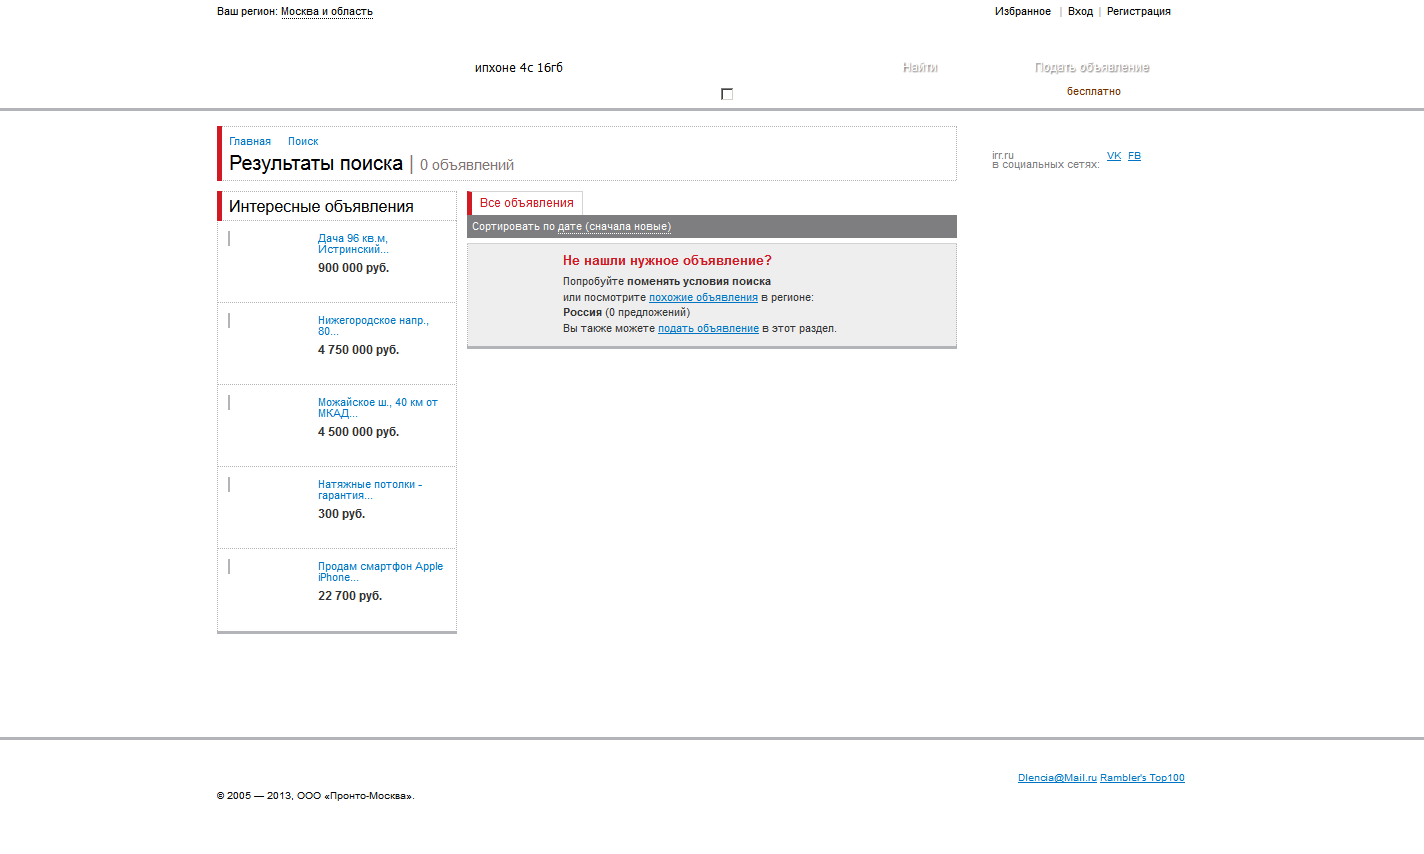 Ваш регион: Москва и область
Избранное | Вход | Регистрация
ипхоне 4с 16гб
Найти
Подать объявление
бесплатно
Главная Поиск
Результаты поиска | 0 объявлений
irr.ru
в социальных сетях: VK FB
Интересные объявления
Дача 96 кв.м,
Истринский...
900 000 руб.
Нижегородское напр.,
80...
4 750 000 руб.
Можайское ш., 40 км от
МКАД...
4 500 000 руб.
Натяжные потолки -
гарантия...
300 руб.
Продам смартфон Apple
iPhone...
22 700 руб.
Все объявления
Сортировать по дате (сначала новые)
Не нашли нужное объявление?
Попробуйте поменять условия поиска
или посмотрите похожие объявления в регионе:
Россия (0 предложений)
Вы также можете подать объявление в этот раздел.
Dlencia@Mail.ru Rambler's Top100
© 2005 — 2013, ООО «Пронто-Москва».